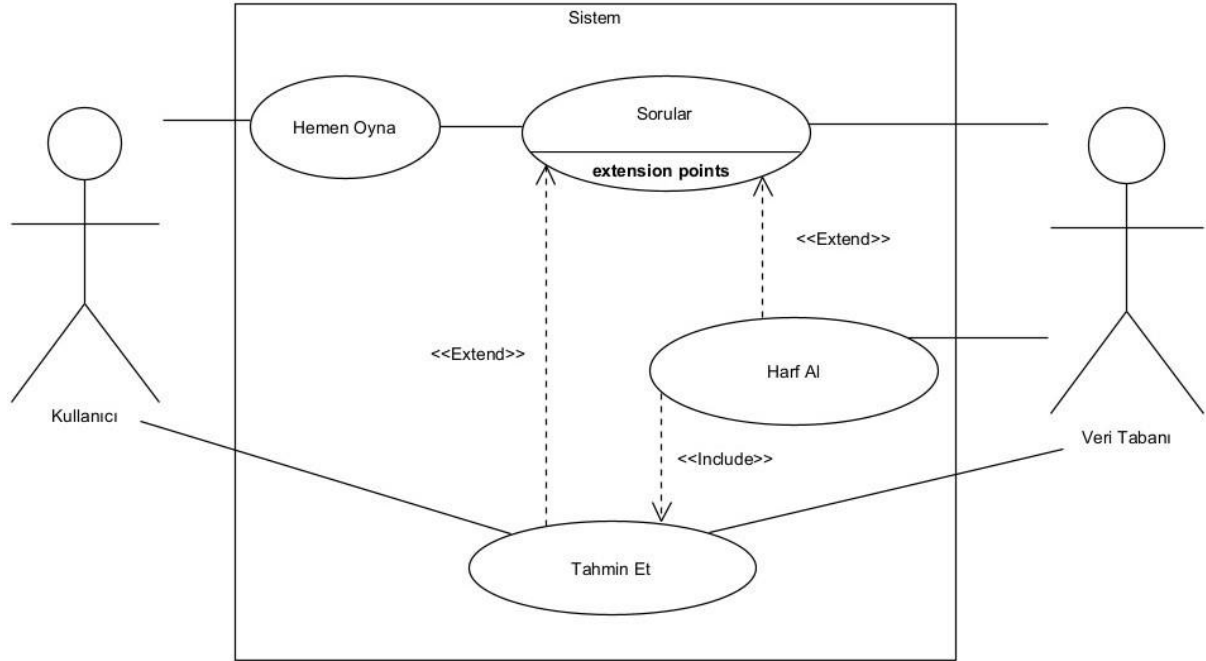 Sistem
Hemen Oyna
Sorular
extension points
<<Extend>>
<<Extend>>
Harf Al
Kullanıcı
Veri Tabanı
<<Include>>
Tahmin Et